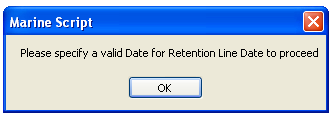 Marine Script
Please specify a valid Date for Retention Line Date to proceed
OK